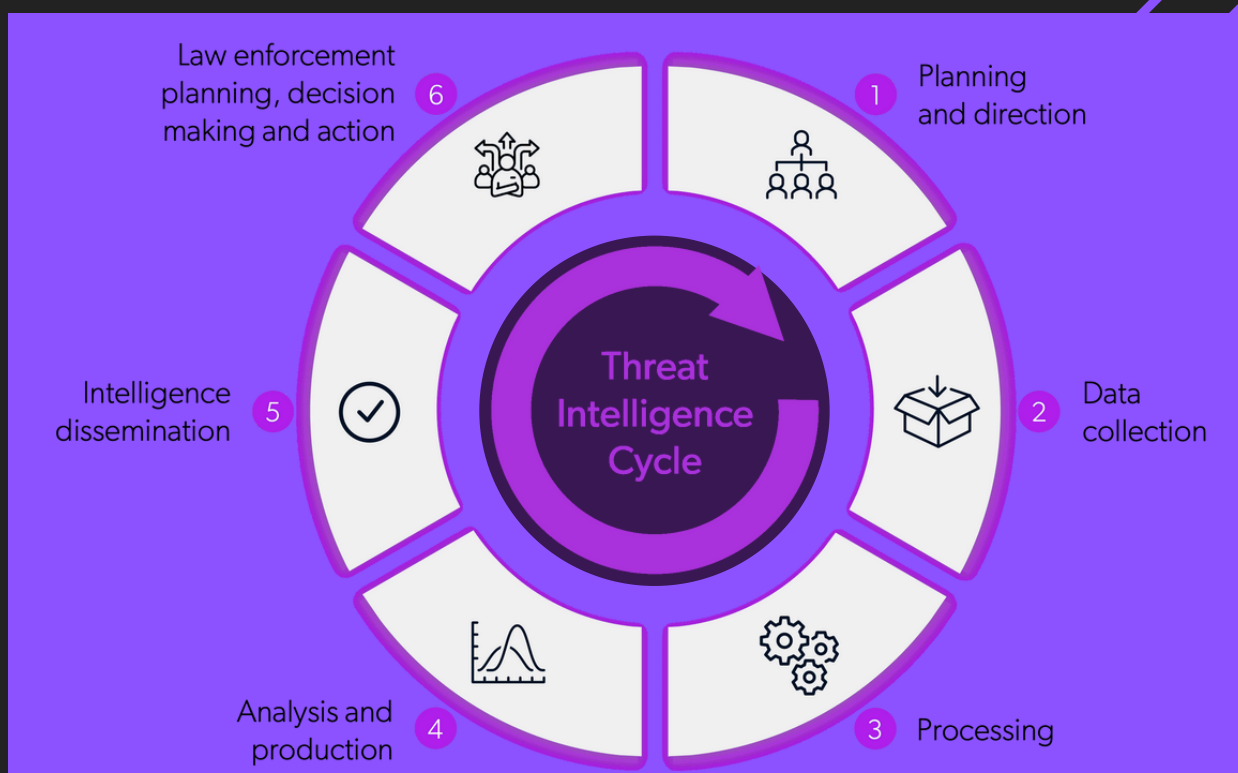 Threat
Intelligence
Cycle
1
Planning
and direction
2
Data
collection
3
Processing
4
Analysis and
production
5
Intelligence
dissemination
6
Law enforcement
planning, decision
making and action